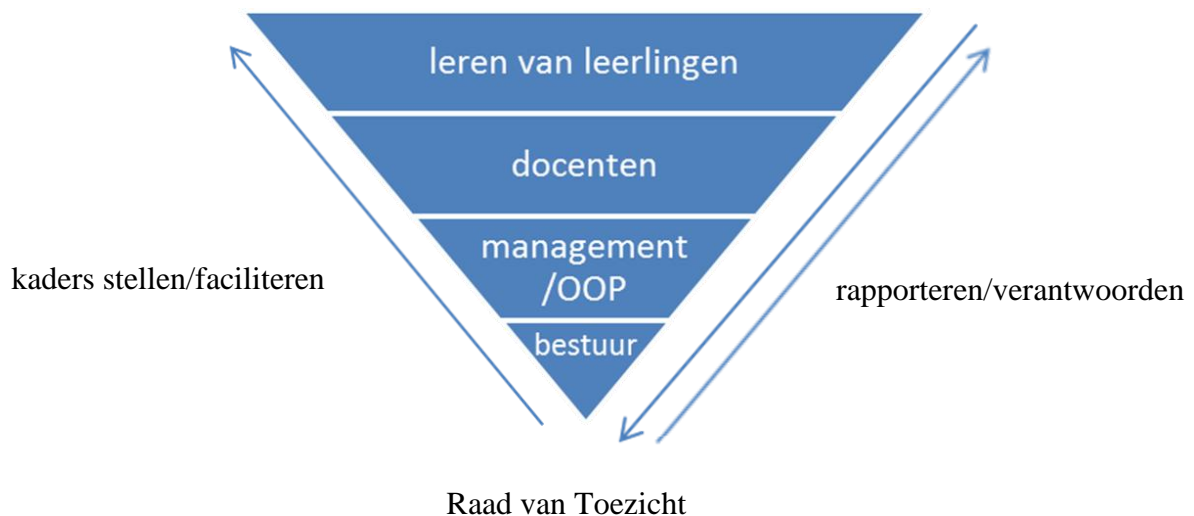 leren van leerlingen
docenten
management
/OOP
kaders stellen/faciliteren
rapporteren/verantwoorden
bestuur
Raad van Toezicht